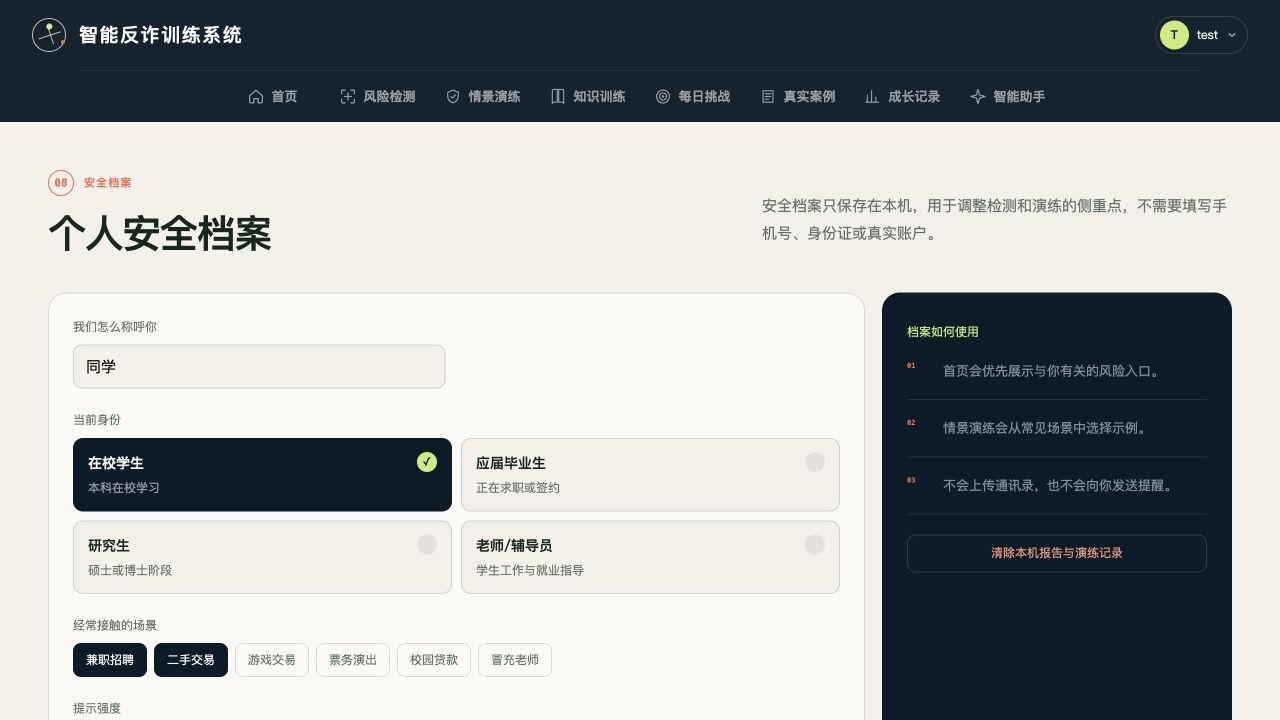 智能反诈训练系统
T
test
首页
风险检测
情景演练
知识训练
每日挑战
真实案例
成长记录
智能助手
08
安全档案
个人安全档案
安全档案只保存在本机，用于调整检测和演练的侧重点，不需要填写手
机号、身份证或真实账户。
我们怎么称呼你
同学
当前身份
在校学生
本科在校学习
应届毕业生
正在求职或签约
研究生
硕士或博士阶段
老师/辅导员
学生工作与就业指导
经常接触的场景
兼职招聘
二手交易
游戏交易
票务演出
校园贷款
冒充老师
提示强度
档案如何使用
01
首页会优先展示与你有关的风险入口。
02
情景演练会从常见场景中选择示例。
03
不会上传通讯录，也不会向你发送提醒。
清除本机报告与演练记录